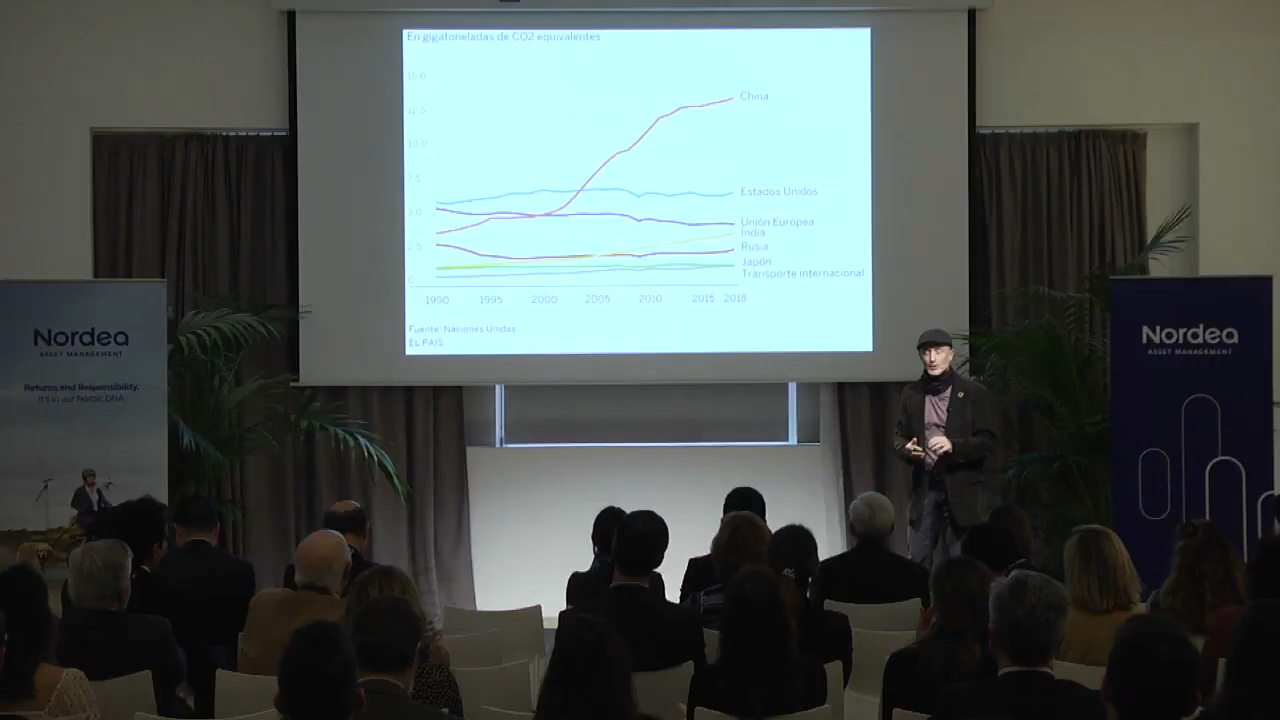 En gigatoneladas de CO2 equivalentes
15.0
12.5
10.0
7.5
5.0
2.5
0
China
Estados Unidos
Unión Europea
India
Rusia
Japón
Transporte internacional
1990 1995 2000 2005 2010 2015 2018
Fuente: Naciones Unidas
EL PAÍS
Nordea
ASSET MANAGEMENT
Returns and Responsibility.
It's in our Nordic DNA
Nordea
ASSET MANAGEMENT